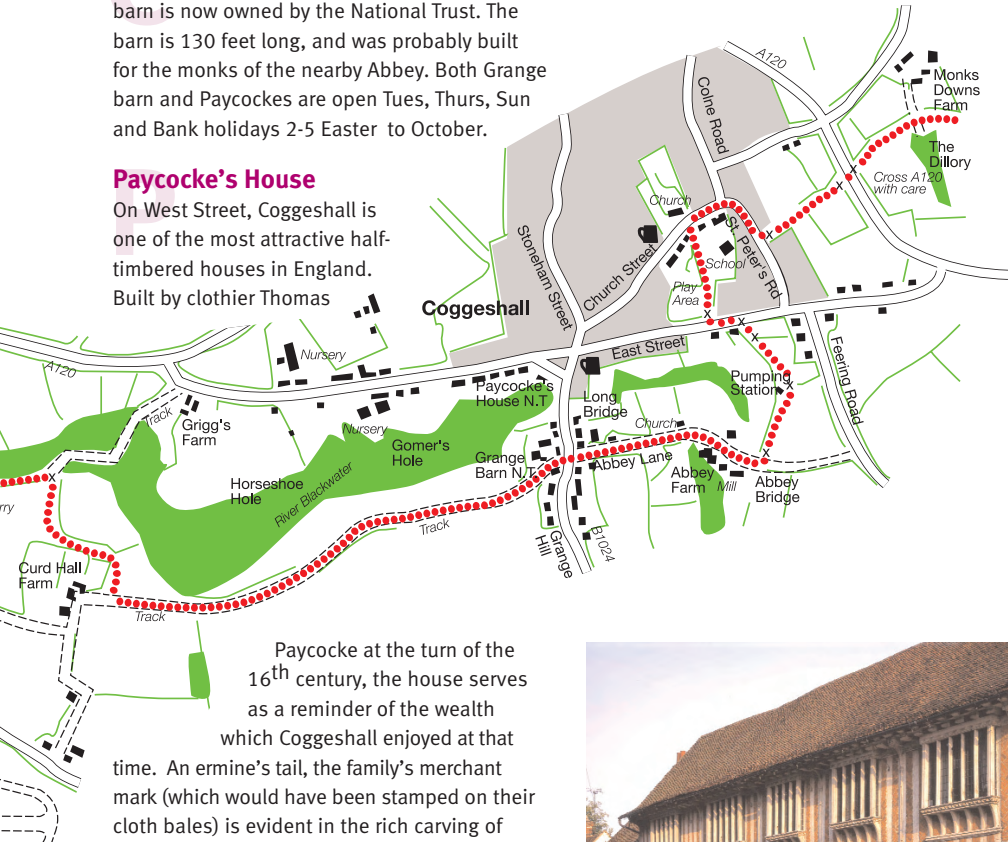 barn is now owned by the National Trust. The
barn is 130 feet long, and was probably built
for the monks of the nearby Abbey. Both Grange
barn and Paycockes are open Tues, Thurs, Sun
and Bank holidays 2-5 Easter to October.
P
Paycocke's House
On West Street, Coggeshall is
one of the most attractive half-
timbered houses in England.
Built by clothier Thomas
A120
Colne Road
Monks
Downs
Farm
The
Dillory
Cross A120
with care
Church
St. Peter's Rd
School
Stoneham Street
Church Street
Play
Area
Coggeshall
East Street
Nursery
A120
Track
Grigg's
Farm
Nursery
Paycocke's
House N.T
Long
Bridge
Pumping
Station
Feering Road
Church
Gomer's
Hole
Grange
Barn N.T
Abbey Lane
Abbey
Farm
Mill
Abbey
Bridge
Horseshoe
Hole
River Blackwater
Track
Grange
Hill
B1024
Curd Hall
Farm
Track
Paycocke at the turn of the
16th century, the house serves
as a reminder of the wealth
which Coggeshall enjoyed at that
time. An ermine's tail, the family's merchant
mark (which would have been stamped on their
cloth bales) is evident in the rich carving of